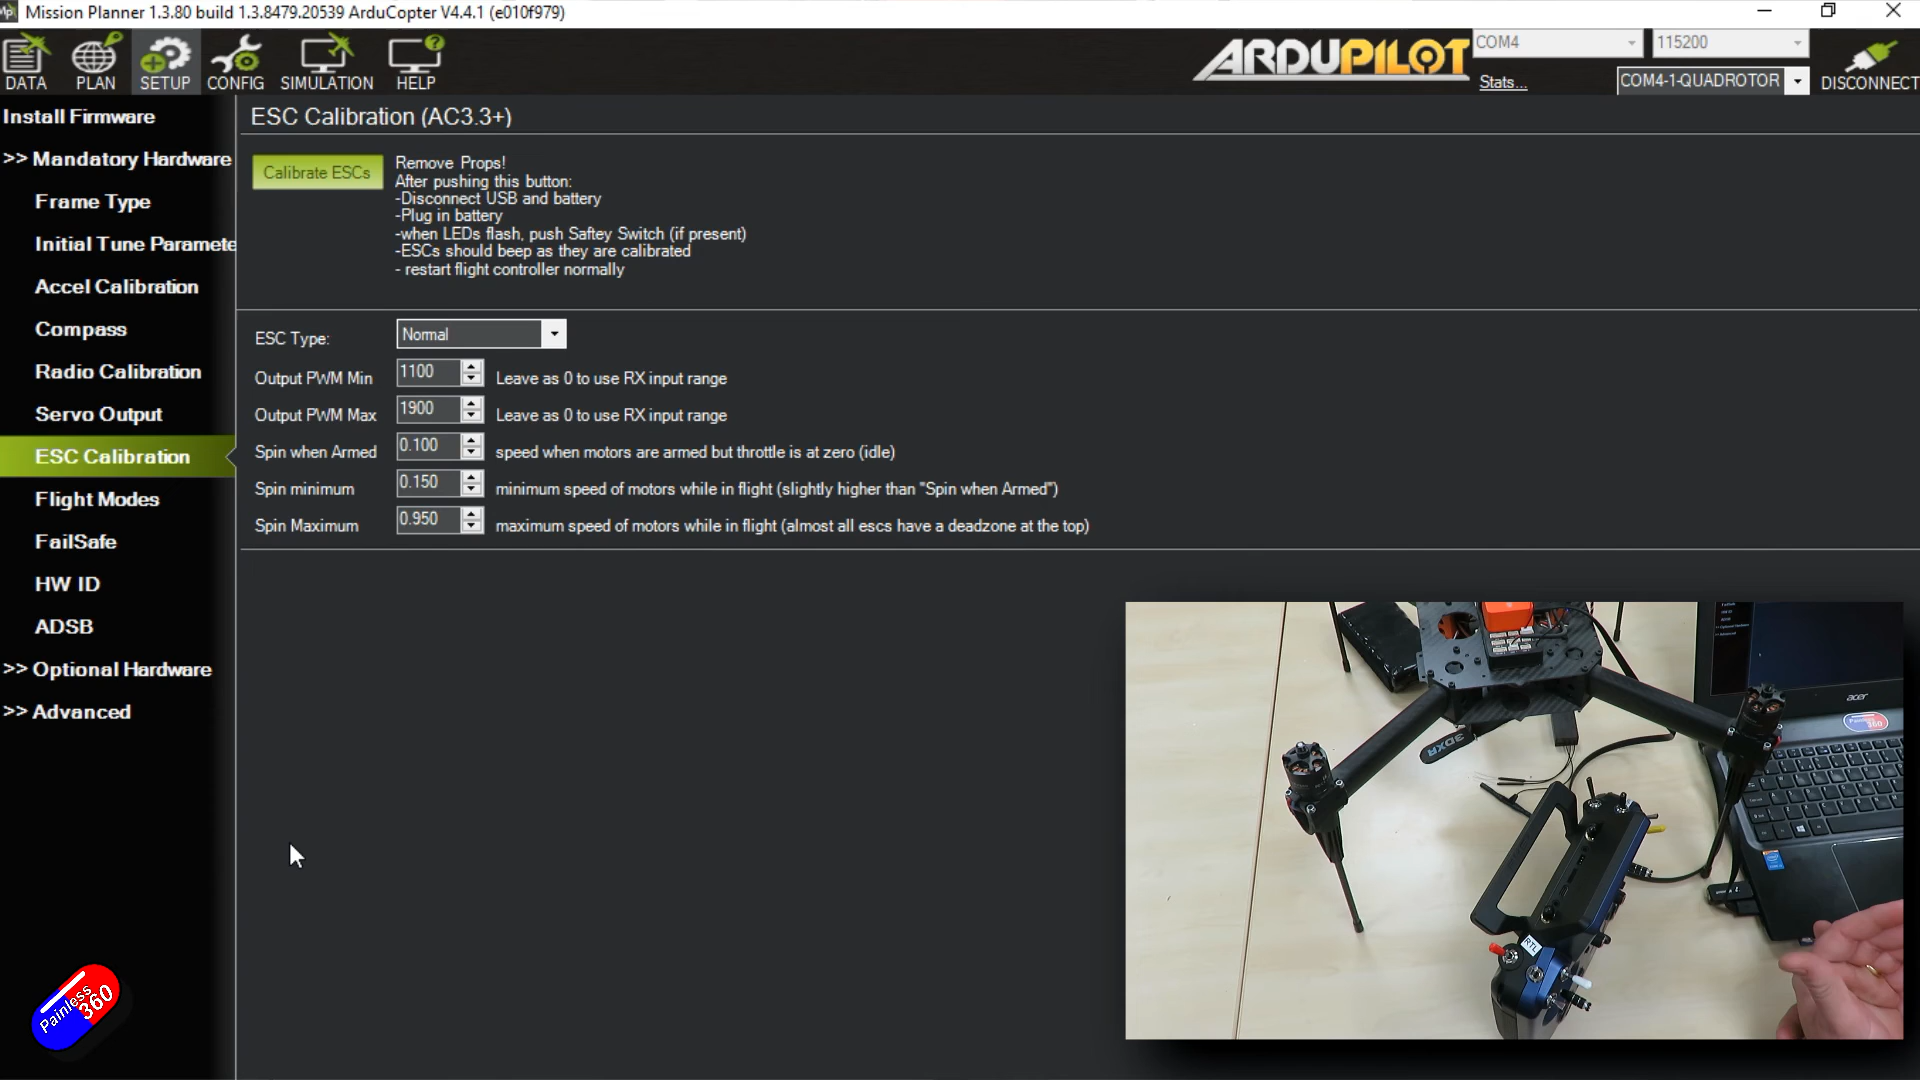 Mission Planner 1.3.80 build 1.3.8479.20539 ArduCopter V4.4.1 (e010f979)
DATA
PLAN
SETUP
CONFIG
SIMULATION
HELP
ARDUPILOT
COM4
115200
Stats...
COM4-1-QUADROTOR
DISCONNECT
Install Firmware
>> Mandatory Hardware
Frame Type
Initial Tune Paramete
Accel Calibration
Compass
Radio Calibration
Servo Output
ESC Calibration
Flight Modes
FailSafe
HW ID
ADSB
>> Optional Hardware
>> Advanced
ESC Calibration (AC3.3+)
Calibrate ESCs
Remove Props!
After pushing this button:
-Disconnect USB and battery
-Plug in battery
-when LEDs flash, push Saftey Switch (if present)
-ESCs should beep as they are calibrated
- restart flight controller normally
ESC Type: Normal
Output PWM Min 1100 Leave as 0 to use RX input range
Output PWM Max 1900 Leave as 0 to use RX input range
Spin when Armed 0.100 speed when motors are armed but throttle is at zero (idle)
Spin minimum 0.150 minimum speed of motors while in flight (slightly higher than "Spin when Armed")
Spin Maximum 0.950 maximum speed of motors while in flight (almost all escs have a deadzone at the top)
acer
Painless
360
3DXR
RTL
Painless
360